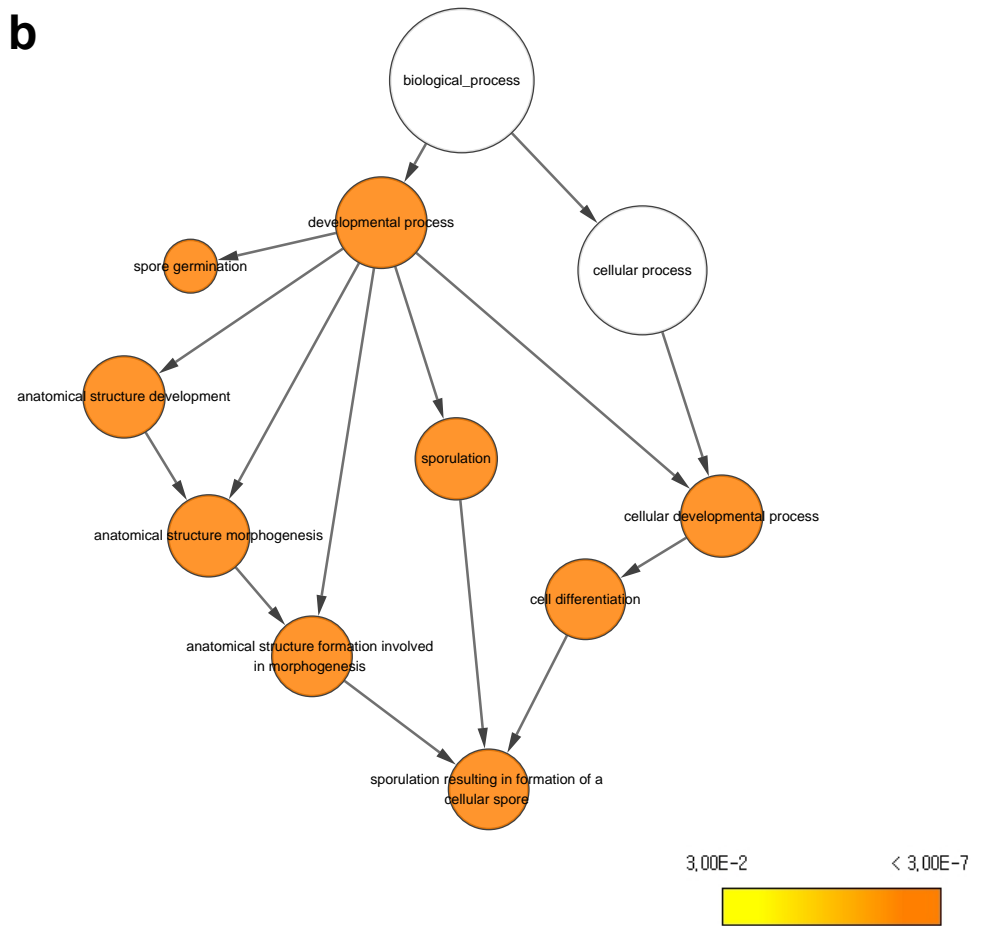 b
biological_process
developmental process
spore germination
cellular process
anatomical structure development
sporulation
cellular developmental process
anatomical structure morphogenesis
cell differentiation
anatomical structure formation involved
in morphogenesis
sporulation resulting in formation of a
cellular spore
3,00E-2
< 3,00E-7